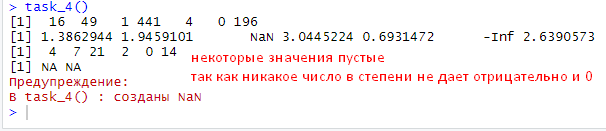 > task_4()
[1]  16  49   1 441   4   0 196
[1] 1.3862944 1.9459101       NaN 3.0445224 0.6931472      -Inf 2.6390573
[1]  4  7 21  2  0 14
[1] NA NA
некоторые значения пустые
так как никакое число в степени не дает отрицательно и 0
Предупреждение:
В task_4() : созданы NaN
>